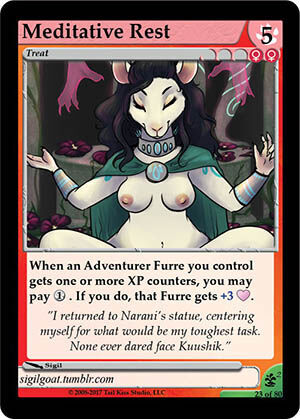 Meditative Rest 5
Treat
When an Adventurer Furre you control
gets one or more XP counters, you may
pay 1. If you do, that Furre gets +3
"I returned to Narani's statue, centering
myself for what would be my toughest task.
None ever dared face Kuushik."
Sigil
sigilgoat.tumblr.com
© 2008-2017 Tail Kiss Studio, LLC
23 of 80